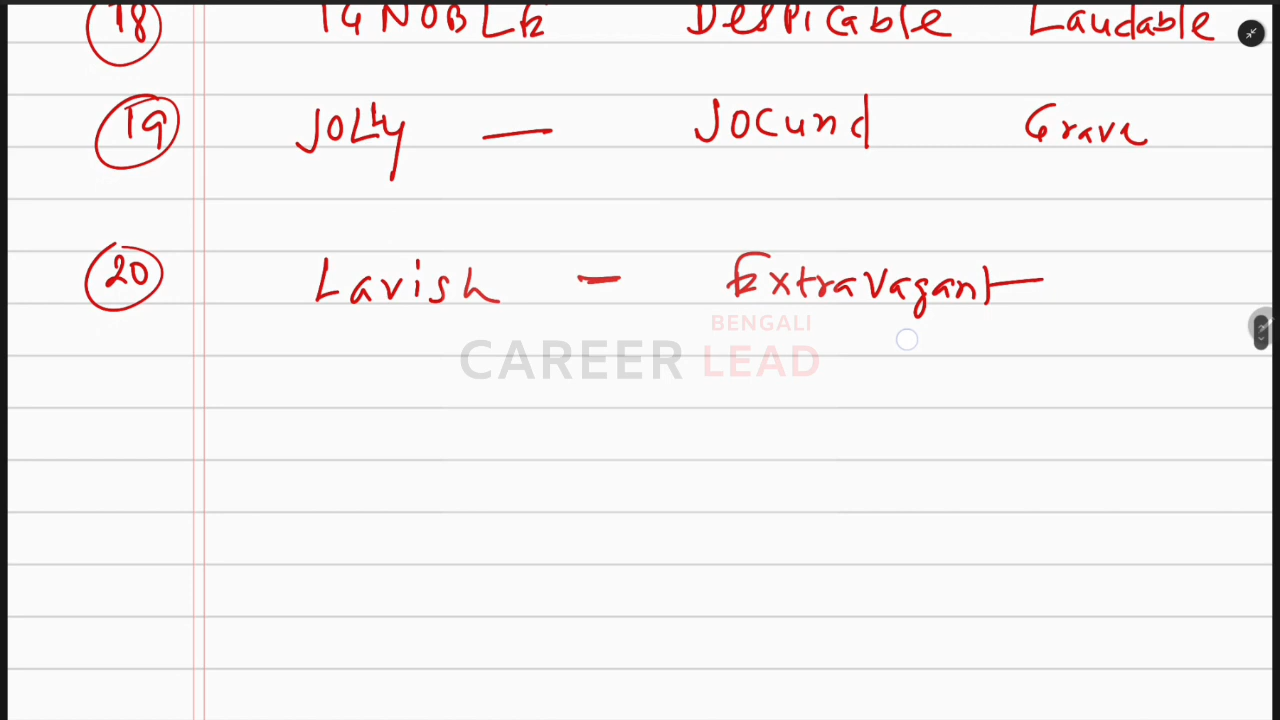 18 IGNOBLE Despicable Laudable
19 JOLLY — JOCund Grave
20 Lavish — Extravagant
BENGALI
CAREER LEAD